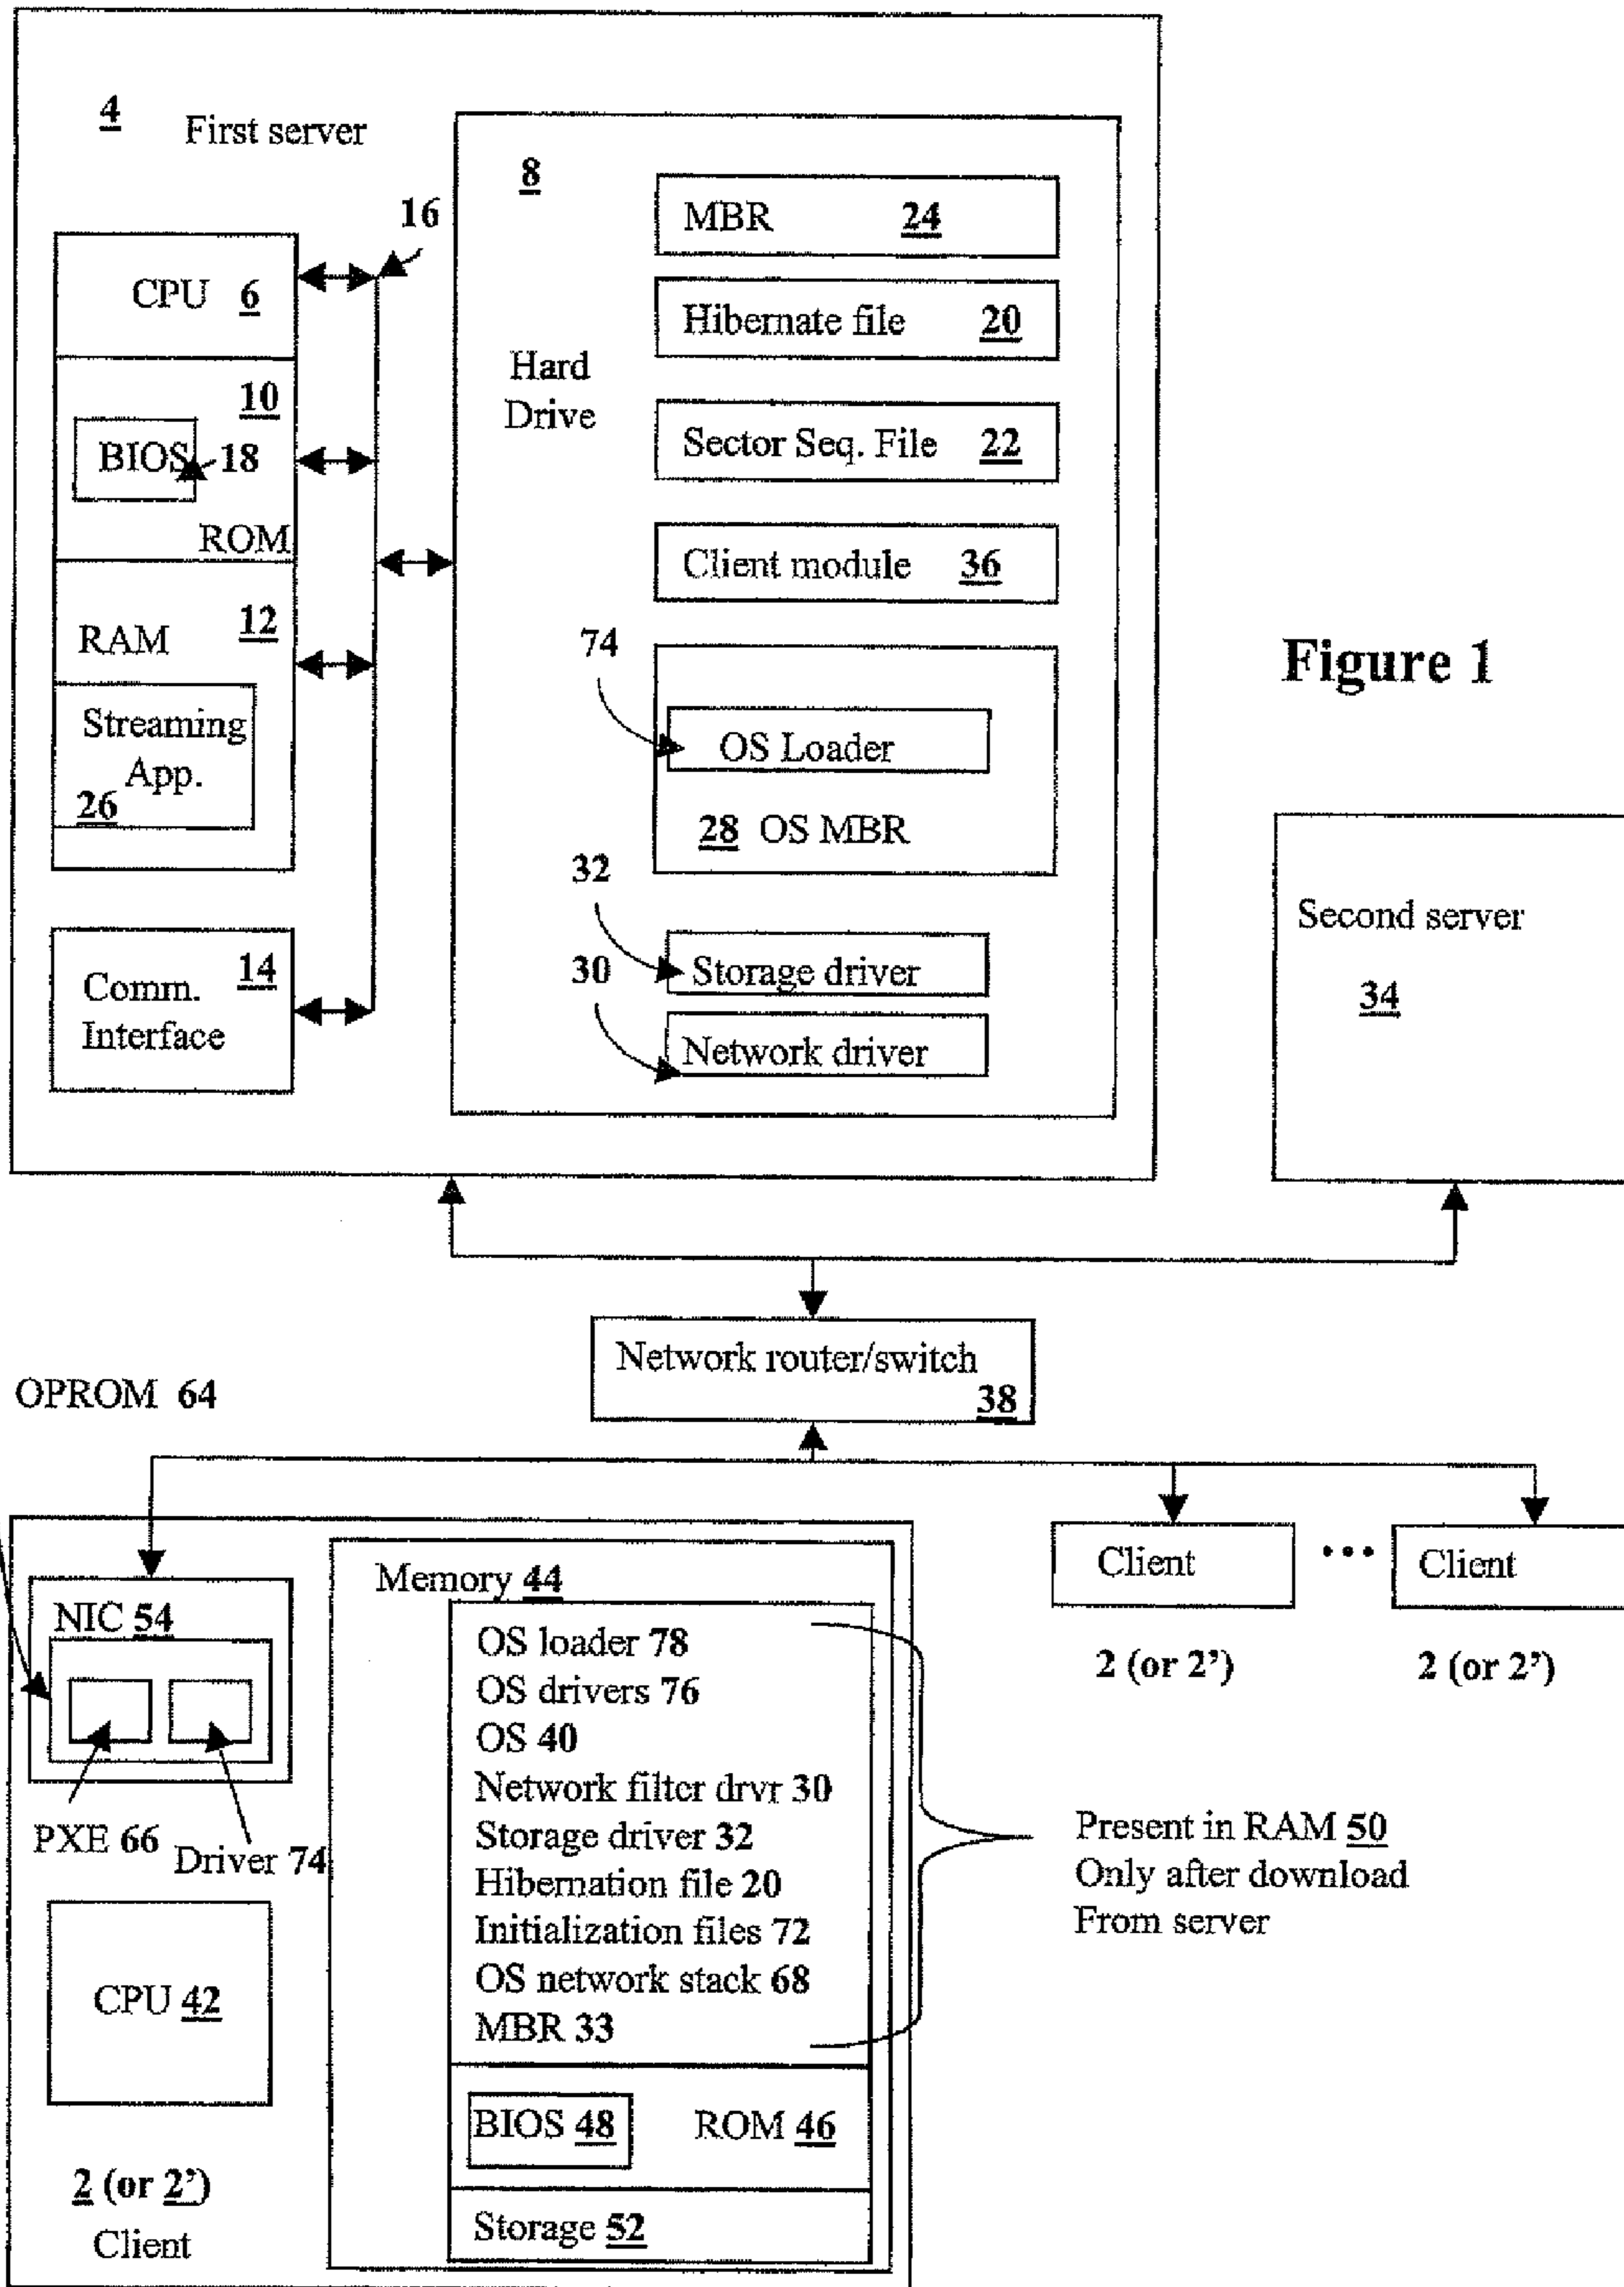 4 First server
16
CPU 6
10
BIOS 18
ROM
12
RAM
Streaming
App.
26
14
Comm.
Interface
8
Hard
Drive
MBR 24
Hibernate file 20
Sector Seq. File 22
Client module 36
74
OS Loader
28 OS MBR
32
Storage driver
30
Network driver
Figure 1
Second server
34
Network router/switch
38
OPROM 64
NIC 54
PXE 66
Driver 74
CPU 42
2 (or 2')
Client
Memory 44
OS loader 78
OS drivers 76
OS 40
Network filter drvr 30
Storage driver 32
Hibernation file 20
Initialization files 72
OS network stack 68
MBR 33
BIOS 48 ROM 46
Storage 52
Present in RAM 50
Only after download
From server
Client ••• Client
2 (or 2') 2 (or 2')